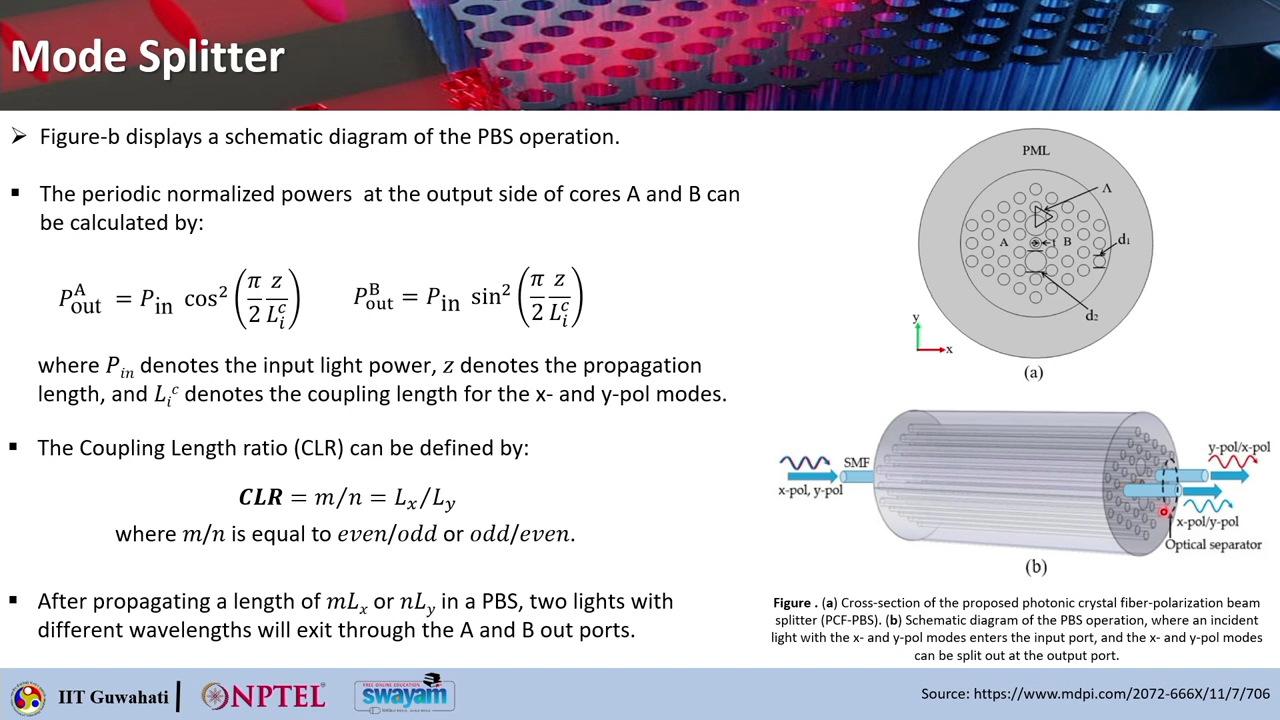 Mode Splitter
➢ Figure-b displays a schematic diagram of the PBS operation.
▪ The periodic normalized powers at the output side of cores A and B can
be calculated by:
P_out^A = P_in cos²(π/2 z/L_i^c)    P_out^B = P_in sin²(π/2 z/L_i^c)
where P_in denotes the input light power, z denotes the propagation
length, and L_i^c denotes the coupling length for the x- and y-pol modes.
▪ The Coupling Length ratio (CLR) can be defined by:
CLR = m/n = L_x/L_y
where m/n is equal to even/odd or odd/even.
▪ After propagating a length of mL_x or nL_y in a PBS, two lights with
different wavelengths will exit through the A and B out ports.
PML
Λ
A
t
B
d1
d2
y
x
(a)
SMF
x-pol, y-pol
y-pol/x-pol
x-pol/y-pol
Optical separator
(b)
Figure . (a) Cross-section of the proposed photonic crystal fiber-polarization beam
splitter (PCF-PBS). (b) Schematic diagram of the PBS operation, where an incident
light with the x- and y-pol modes enters the input port, and the x- and y-pol modes
can be split out at the output port.
IIT Guwahati
NPTEL
FREE ONLINE EDUCATION
swayam
Source: https://www.mdpi.com/2072-666X/11/7/706